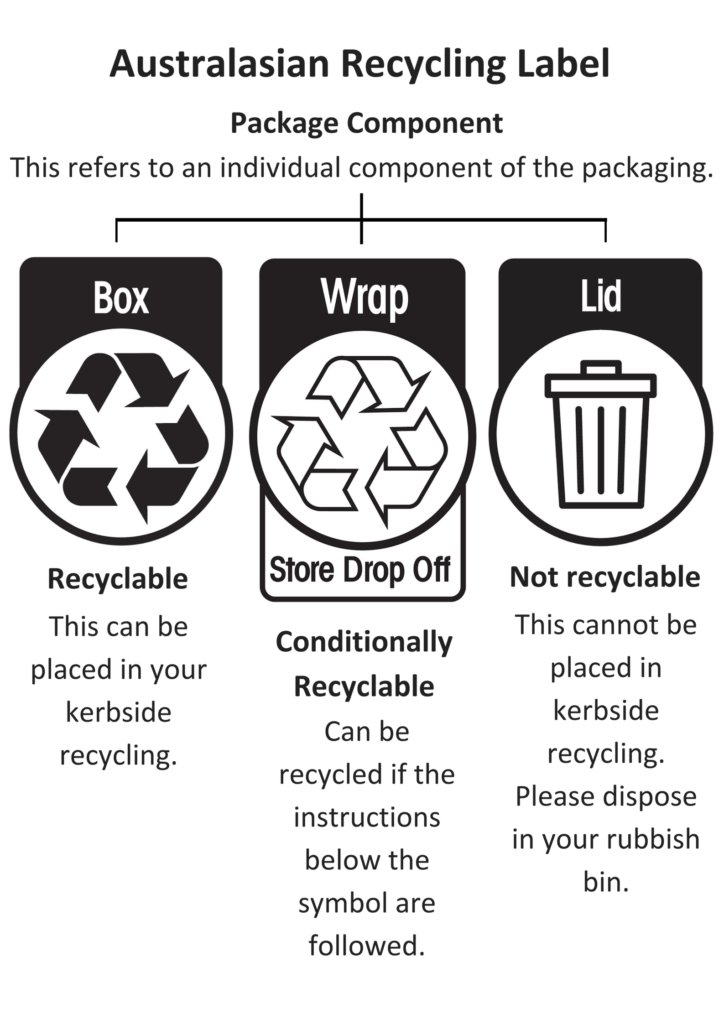 Australasian Recycling Label
Package Component
This refers to an individual component of the packaging.
Box
Recyclable
This can be
placed in your
kerbside
recycling.
Wrap
Store Drop Off
Conditionally
Recyclable
Can be
recycled if the
instructions
below the
symbol are
followed.
Lid
Not recyclable
This cannot be
placed in
kerbside
recycling.
Please dispose
in your rubbish
bin.